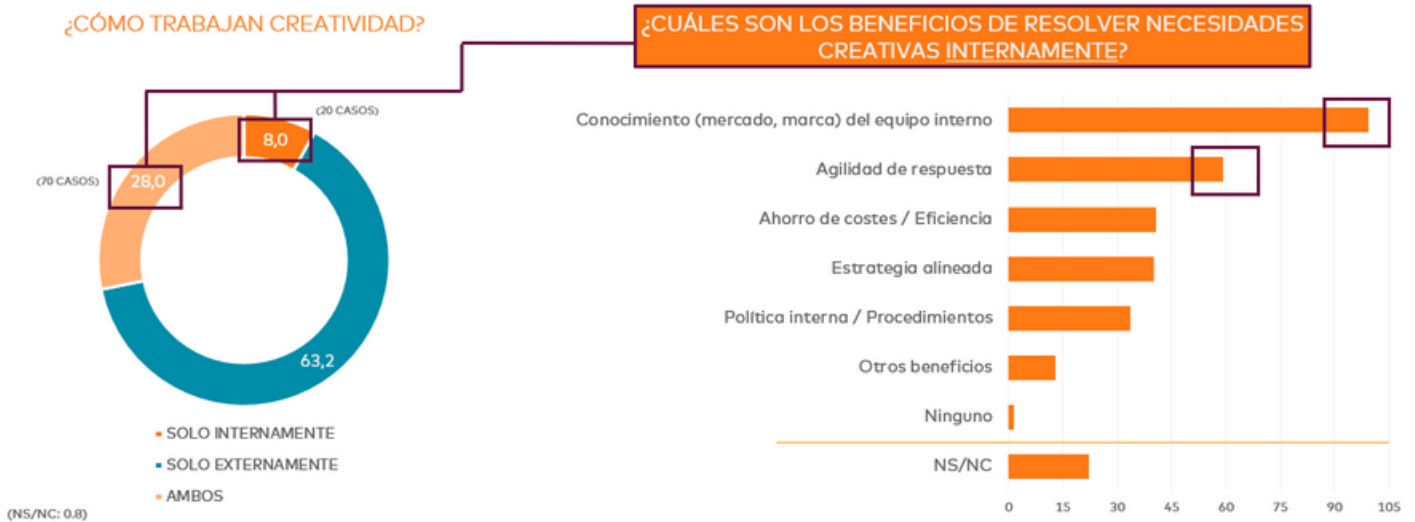 ¿CÓMO TRABAJAN CREATIVIDAD?
(20 CASOS)
8,0
(70 CASOS)
28,0
63,2
SOLO INTERNAMENTE
SOLO EXTERNAMENTE
AMBOS
(NS/NC: 0.8)
¿CUÁLES SON LOS BENEFICIOS DE RESOLVER NECESIDADES
CREATIVAS INTERNAMENTE?
Conocimiento (mercado, marca) del equipo interno
Agilidad de respuesta
Ahorro de costes / Eficiencia
Estrategia alineada
Política interna / Procedimientos
Otros beneficios
Ninguno
NS/NC
0 15 30 45 60 75 90 105